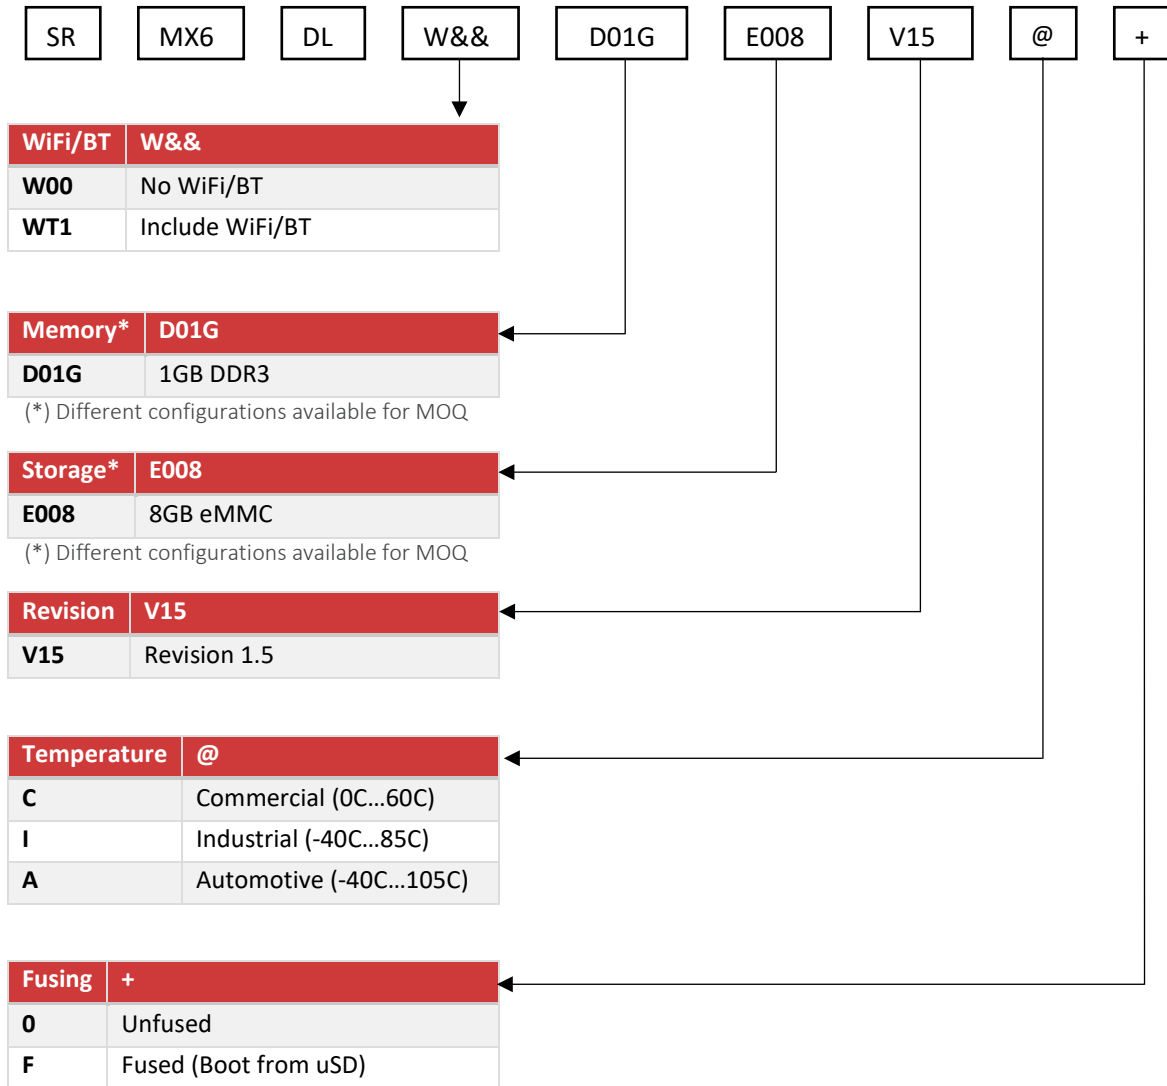 SR MX6 DL W&& D01G E008 V15 @ +
WiFi/BT W&&
W00 No WiFi/BT
WT1 Include WiFi/BT
Memory* D01G
D01G 1GB DDR3
(*) Different configurations available for MOQ
Storage* E008
E008 8GB eMMC
(*) Different configurations available for MOQ
Revision V15
V15 Revision 1.5
Temperature @
C Commercial (0C…60C)
I Industrial (-40C…85C)
A Automotive (-40C…105C)
Fusing +
0 Unfused
F Fused (Boot from uSD)